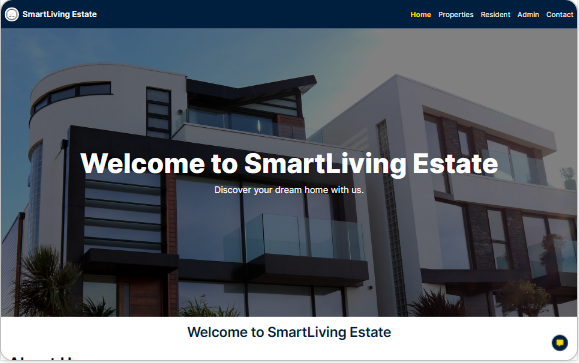 SmartLiving Estate
Home Properties Resident Admin Contact
Welcome to SmartLiving Estate
Discover your dream home with us.
Welcome to SmartLiving Estate